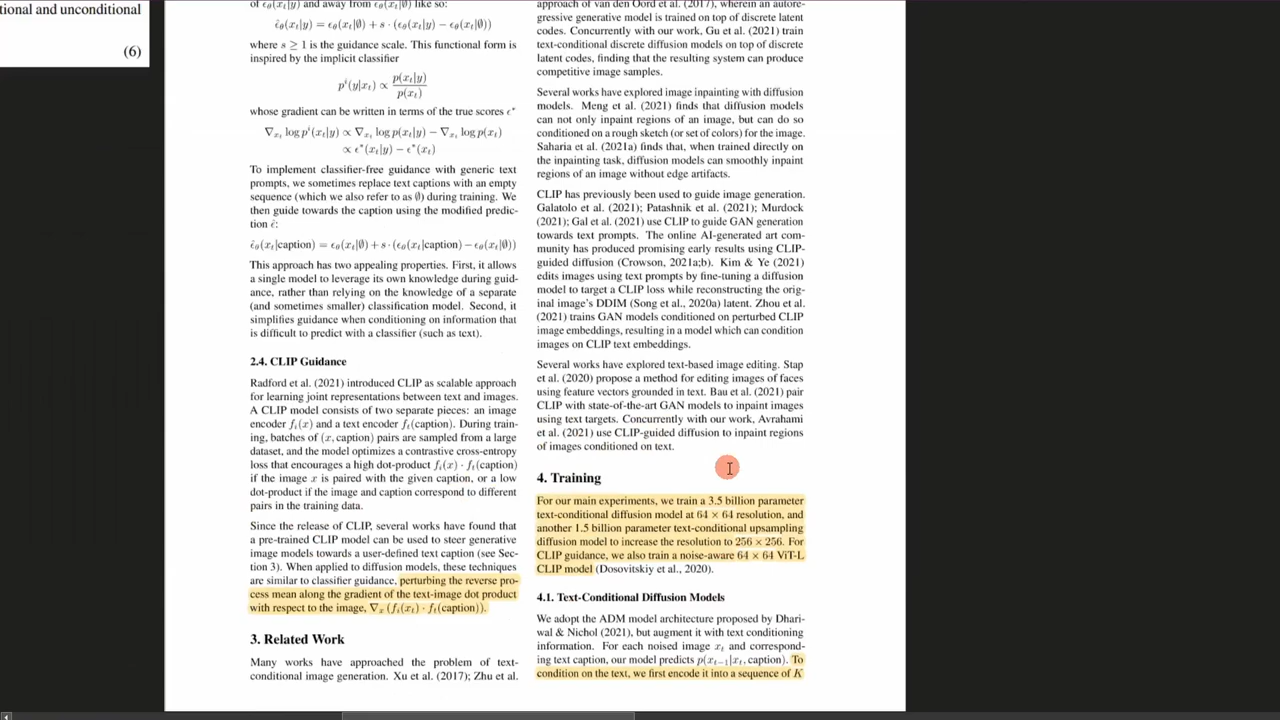 tional and unconditional
(6)
of ϵθ(xt|y) and away from ϵθ(xt|∅) like so:
ϵ̂θ(xt|y) = ϵθ(xt|∅) + s · (ϵθ(xt|y) − ϵθ(xt|∅))
where s ≥ 1 is the guidance scale. This functional form is
inspired by the implicit classifier
p^i(y|xt) ∝ p(xt|y) / p(xt)
whose gradient can be written in terms of the true scores ϵ*
∇xt log p^i(xt|y) ∝ ∇xt log p(xt|y) − ∇xt log p(xt)
∝ ϵ*(xt|y) − ϵ*(xt)
To implement classifier-free guidance with generic text
prompts, we sometimes replace text captions with an empty
sequence (which we also refer to as ∅) during training. We
then guide towards the caption using the modified predic-
tion ϵ̂:
ϵ̂θ(xt|caption) = ϵθ(xt|∅) + s · (ϵθ(xt|caption) − ϵθ(xt|∅))
This approach has two appealing properties. First, it allows
a single model to leverage its own knowledge during guid-
ance, rather than relying on the knowledge of a separate
(and sometimes smaller) classification model. Second, it
simplifies guidance when conditioning on information that
is difficult to predict with a classifier (such as text).
2.4. CLIP Guidance
Radford et al. (2021) introduced CLIP as scalable approach
for learning joint representations between text and images.
A CLIP model consists of two separate pieces: an image
encoder fi(x) and a text encoder ft(caption). During train-
ing, batches of (x, caption) pairs are sampled from a large
dataset, and the model optimizes a contrastive cross-entropy
loss that encourages a high dot-product fi(x) · ft(caption)
if the image x is paired with the given caption, or a low
dot-product if the image and caption correspond to different
pairs in the training data.
Since the release of CLIP, several works have found that
a pre-trained CLIP model can be used to steer generative
image models towards a user-defined text caption (see Sec-
tion 3). When applied to diffusion models, these techniques
are similar to classifier guidance, perturbing the reverse pro-
cess mean along the gradient of the text-image dot product
with respect to the image, ∇x (fi(xt) · ft(caption)).
3. Related Work
Many works have approached the problem of text-
conditional image generation. Xu et al. (2017); Zhu et al.
approach of van den Oord et al. (2017), wherein an autore-
gressive generative model is trained on top of discrete latent
codes. Concurrently with our work, Gu et al. (2021) train
text-conditional discrete diffusion models on top of discrete
latent codes, finding that the resulting system can produce
competitive image samples.
Several works have explored image inpainting with diffusion
models. Meng et al. (2021) finds that diffusion models
can not only inpaint regions of an image, but can do so
conditioned on a rough sketch (or set of colors) for the image.
Saharia et al. (2021a) finds that, when trained directly on
the inpainting task, diffusion models can smoothly inpaint
regions of an image without edge artifacts.
CLIP has previously been used to guide image generation.
Galatolo et al. (2021); Patashnik et al. (2021); Murdock
(2021); Gal et al. (2021) use CLIP to guide GAN generation
towards text prompts. The online AI-generated art com-
munity has produced promising early results using CLIP-
guided diffusion (Crowson, 2021a;b). Kim & Ye (2021)
edits images using text prompts by fine-tuning a diffusion
model to target a CLIP loss while reconstructing the orig-
inal image's DDIM (Song et al., 2020a) latent. Zhou et al.
(2021) trains GAN models conditioned on perturbed CLIP
image embeddings, resulting in a model which can condition
images on CLIP text embeddings.
Several works have explored text-based image editing. Stap
et al. (2020) propose a method for editing images of faces
using feature vectors grounded in text. Bau et al. (2021) pair
CLIP with state-of-the-art GAN models to inpaint images
using text targets. Concurrently with our work, Avrahami
et al. (2021) use CLIP-guided diffusion to inpaint regions
of images conditioned on text.
4. Training
For our main experiments, we train a 3.5 billion parameter
text-conditional diffusion model at 64 × 64 resolution, and
another 1.5 billion parameter text-conditional upsampling
diffusion model to increase the resolution to 256 × 256. For
CLIP guidance, we also train a noise-aware 64 × 64 ViT-L
CLIP model (Dosovitskiy et al., 2020).
4.1. Text-Conditional Diffusion Models
We adopt the ADM model architecture proposed by Dhari-
wal & Nichol (2021), but augment it with text conditioning
information. For each noised image xt and correspond-
ing text caption, our model predicts p(xt−1|xt, caption). To
condition on the text, we first encode it into a sequence of K